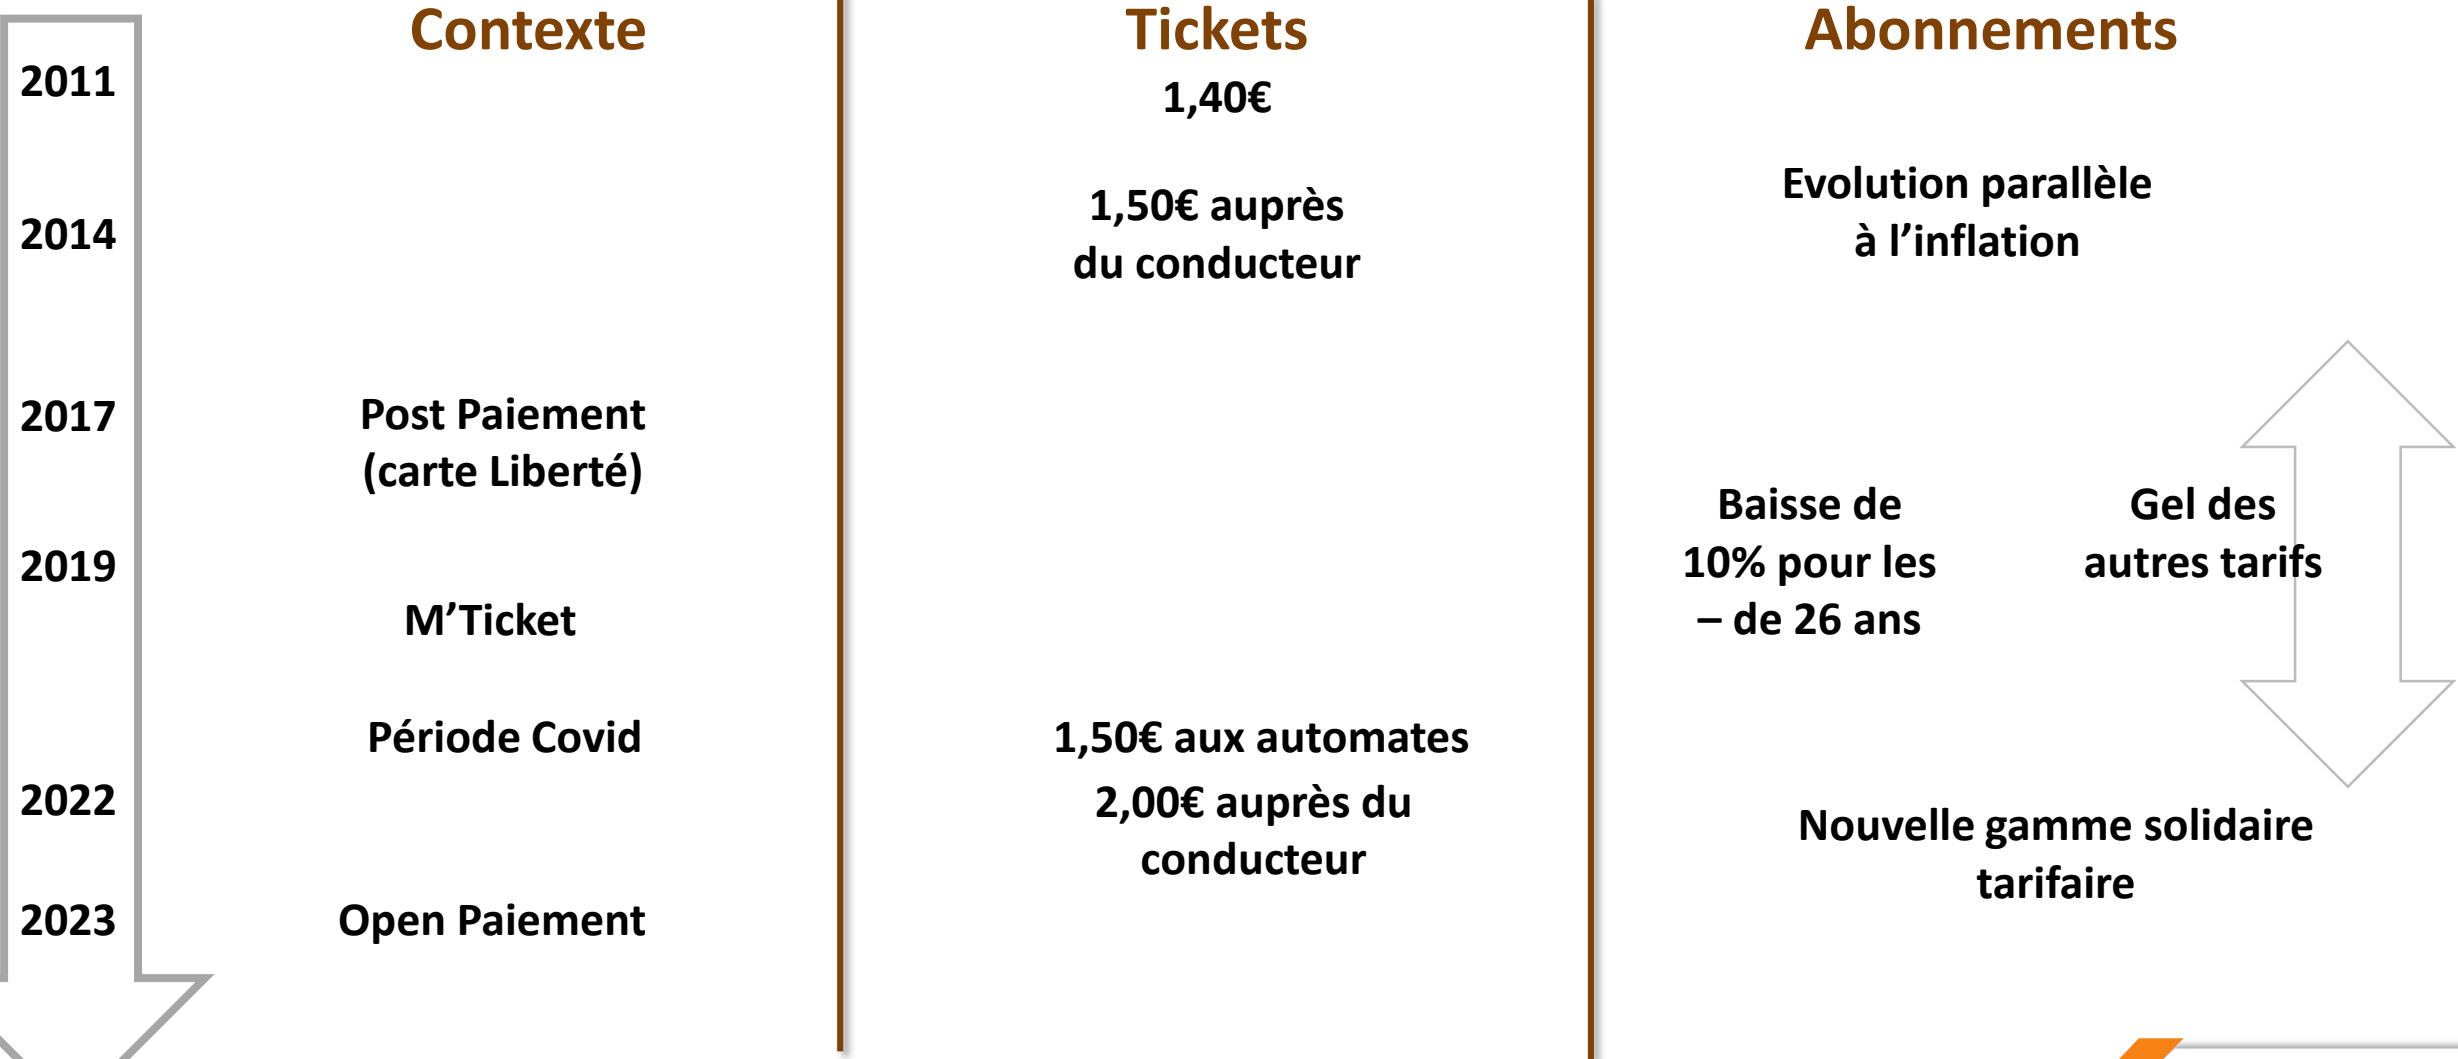 Contexte
Tickets
Abonnements
2011
1,40€
2014
1,50€ auprès
du conducteur
Evolution parallèle
à l’inflation
2017
Post Paiement
(carte Liberté)
2019
M’Ticket
Baisse de
10% pour les
– de 26 ans
Gel des
autres tarifs
Période Covid
1,50€ aux automates
2022
2,00€ auprès du
conducteur
Nouvelle gamme solidaire
tarifaire
2023
Open Paiement